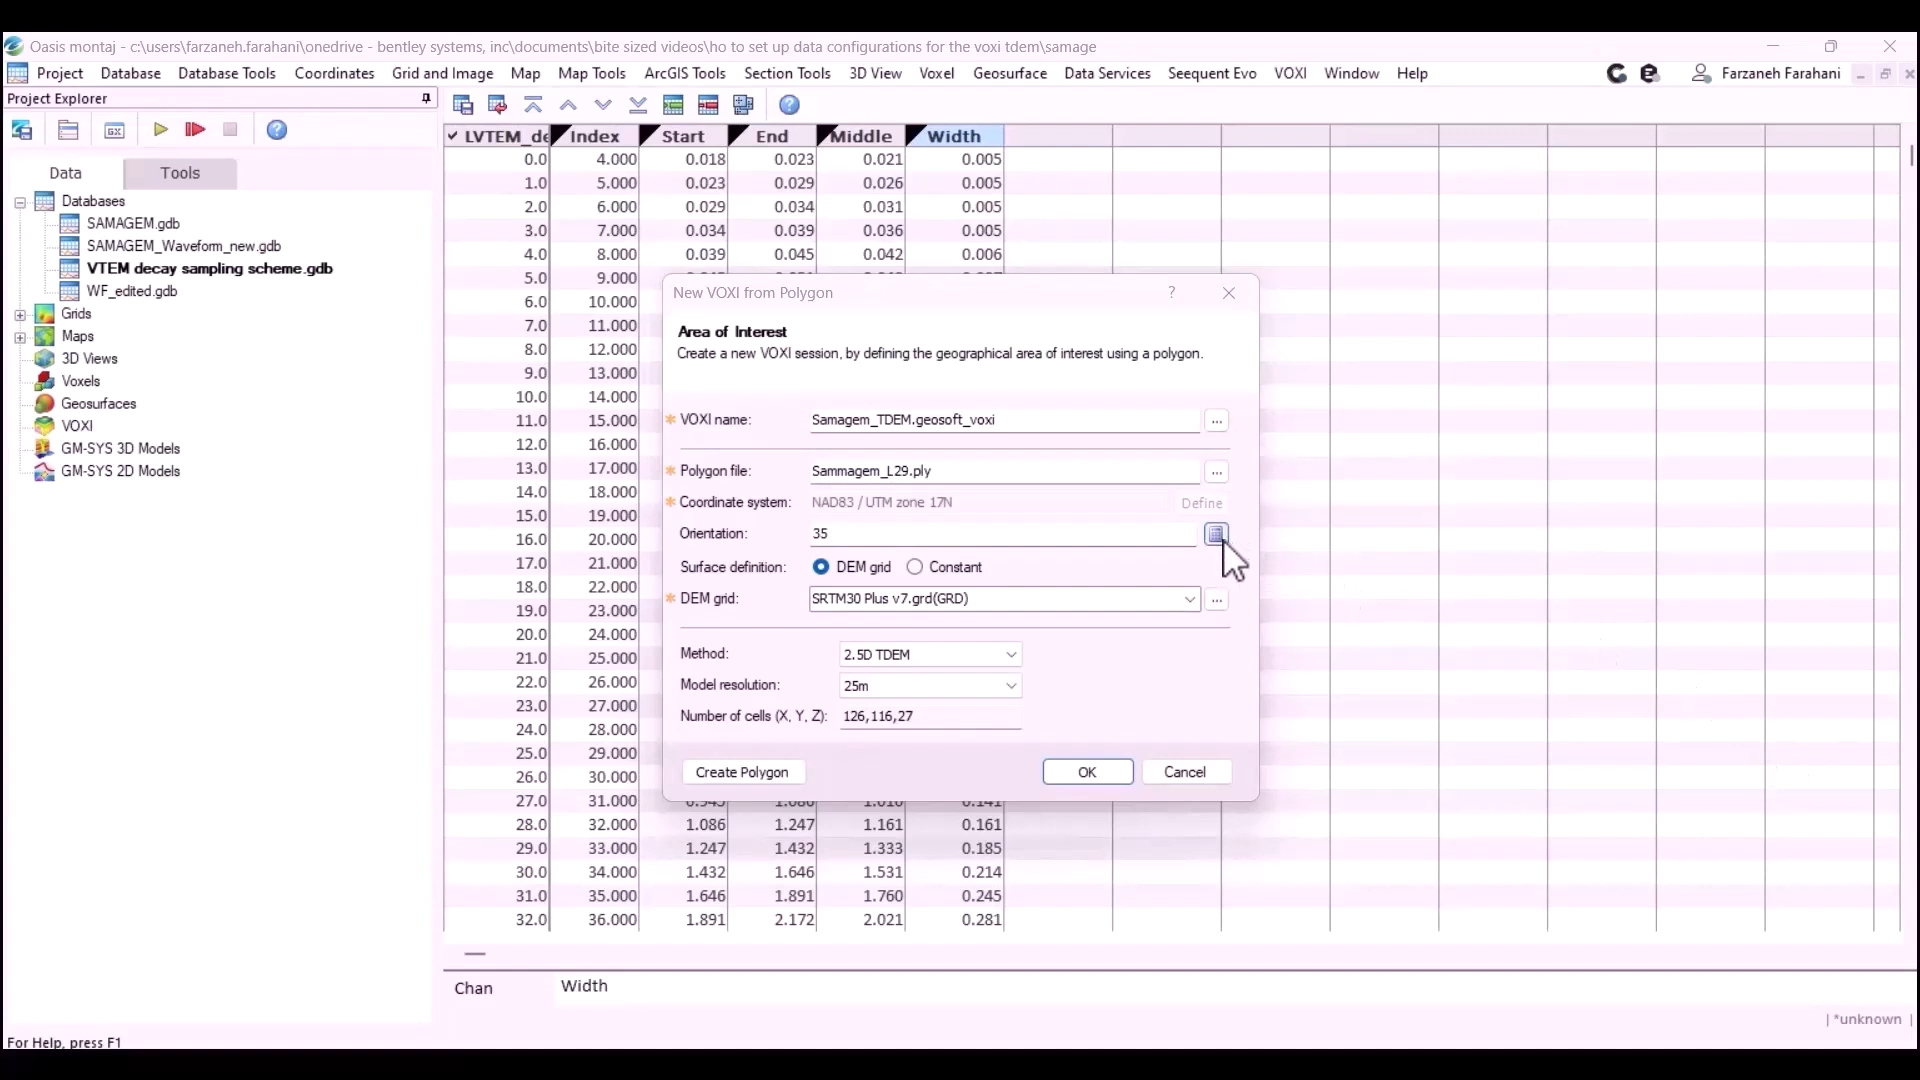 Oasis montaj - c:\users\farzaneh.farahani\onedrive - bentley systems, inc\documents\bite sized videos\ho to set up data configurations for the voxi tdem\samage
Project Database Database Tools Coordinates Grid and Image Map Map Tools ArcGIS Tools Section Tools 3D View Voxel Geosurface Data Services Seequent Evo VOXI Window Help Farzaneh Farahani
Project Explorer
Data Tools
Databases
SAMAGEM.gdb
SAMAGEM_Waveform_new.gdb
VTEM decay sampling scheme.gdb
WF_edited.gdb
Grids
Maps
3D Views
Voxels
Geosurfaces
VOXI
GM-SYS 3D Models
GM-SYS 2D Models
LVTEM_de Index Start End Middle Width
0.0 4.000 0.018 0.023 0.021 0.005
1.0 5.000 0.023 0.029 0.026 0.005
2.0 6.000 0.029 0.034 0.031 0.005
3.0 7.000 0.034 0.039 0.036 0.005
4.0 8.000 0.039 0.045 0.042 0.006
5.0 9.000
6.0 10.000
7.0 11.000
8.0 12.000
9.0 13.000
10.0 14.000
11.0 15.000
12.0 16.000
13.0 17.000
14.0 18.000
15.0 19.000
16.0 20.000
17.0 21.000
18.0 22.000
19.0 23.000
20.0 24.000
21.0 25.000
22.0 26.000
23.0 27.000
24.0 28.000
25.0 29.000
26.0 30.000
27.0 31.000
28.0 32.000 1.086 1.247 1.161 0.161
29.0 33.000 1.247 1.432 1.333 0.185
30.0 34.000 1.432 1.646 1.531 0.214
31.0 35.000 1.646 1.891 1.760 0.245
32.0 36.000 1.891 2.172 2.021 0.281
New VOXI from Polygon ?
Area of Interest
Create a new VOXI session, by defining the geographical area of interest using a polygon.
VOXI name: Samagem_TDEM.geosoft_voxi ...
Polygon file: Sammagem_L29.ply ...
Coordinate system: NAD83 / UTM zone 17N Define
Orientation: 35
Surface definition: DEM grid Constant
DEM grid: SRTM30 Plus v7.grd(GRD) ...
Method: 2.5D TDEM
Model resolution: 25m
Number of cells (X, Y, Z): 126,116,27
Create Polygon OK Cancel
Chan Width
| *unknown |
For Help, press F1